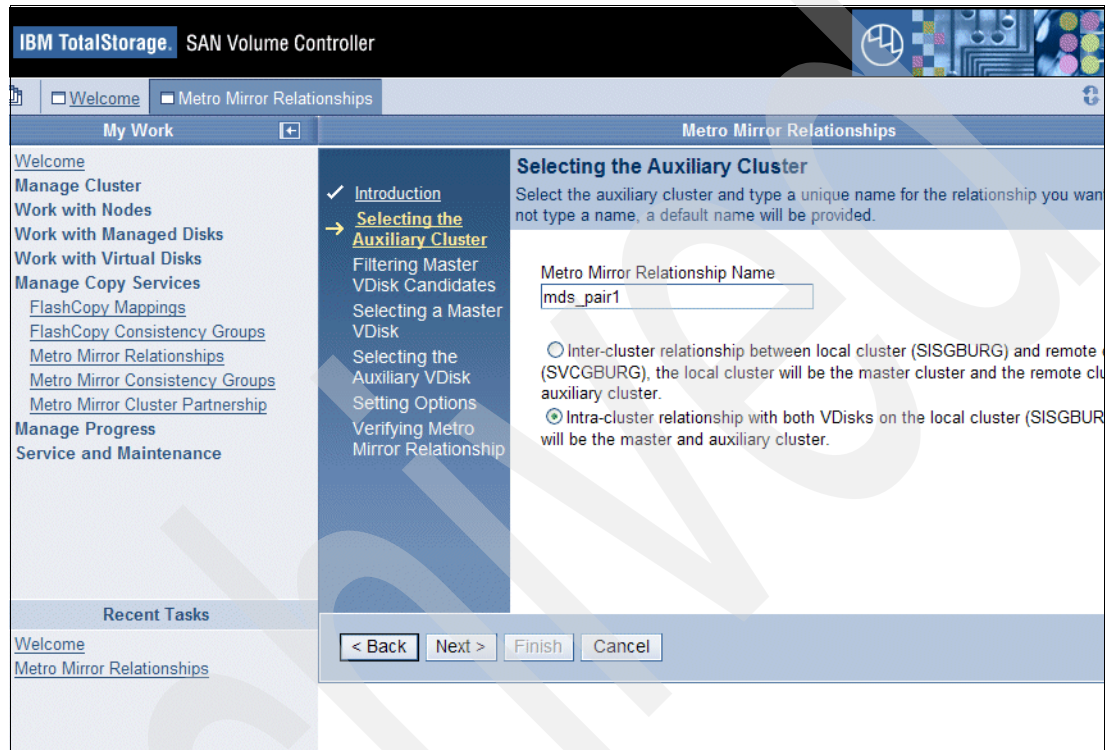 IBM TotalStorage. SAN Volume Controller
Welcome
Metro Mirror Relationships
My Work
Metro Mirror Relationships
Welcome
Manage Cluster
Work with Nodes
Work with Managed Disks
Work with Virtual Disks
Manage Copy Services
FlashCopy Mappings
FlashCopy Consistency Groups
Metro Mirror Relationships
Metro Mirror Consistency Groups
Metro Mirror Cluster Partnership
Manage Progress
Service and Maintenance
Recent Tasks
Welcome
Metro Mirror Relationships
Introduction
Selecting the
Auxiliary Cluster
Filtering Master
VDisk Candidates
Selecting a Master
VDisk
Selecting the
Auxiliary VDisk
Setting Options
Verifying Metro
Mirror Relationship
Selecting the Auxiliary Cluster
Select the auxiliary cluster and type a unique name for the relationship you wan
not type a name, a default name will be provided.
Metro Mirror Relationship Name
mds_pair1
Inter-cluster relationship between local cluster (SISGBURG) and remote
(SVCGBURG), the local cluster will be the master cluster and the remote clu
auxiliary cluster.
Intra-cluster relationship with both VDisks on the local cluster (SISGBUR
will be the master and auxiliary cluster.
< Back
Next >
Finish
Cancel